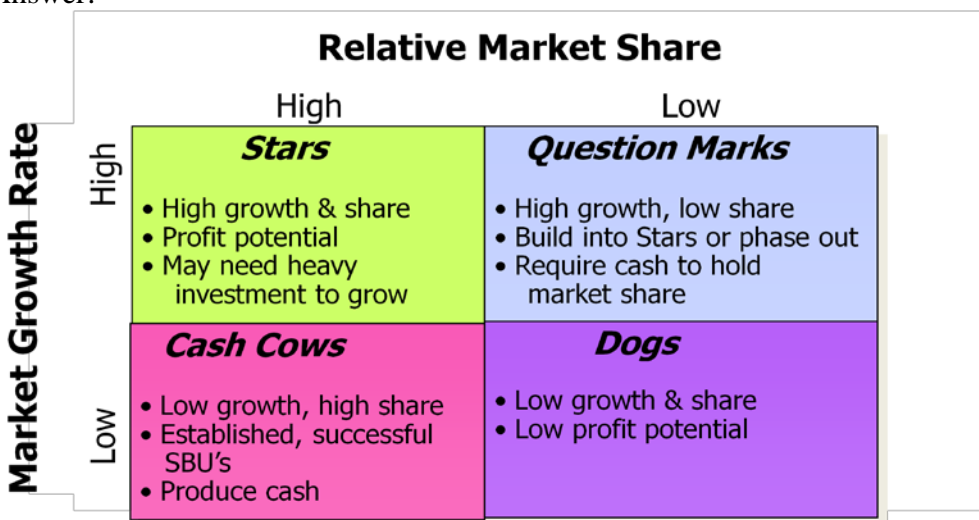 Answer:
Relative Market Share
High
Low
Market Growth Rate
High
Stars
• High growth & share
• Profit potential
• May need heavy
investment to grow
Question Marks
• High growth, low share
• Build into Stars or phase out
• Require cash to hold
market share
Low
Cash Cows
• Low growth, high share
• Established, successful
SBU's
• Produce cash
Dogs
• Low growth & share
• Low profit potential